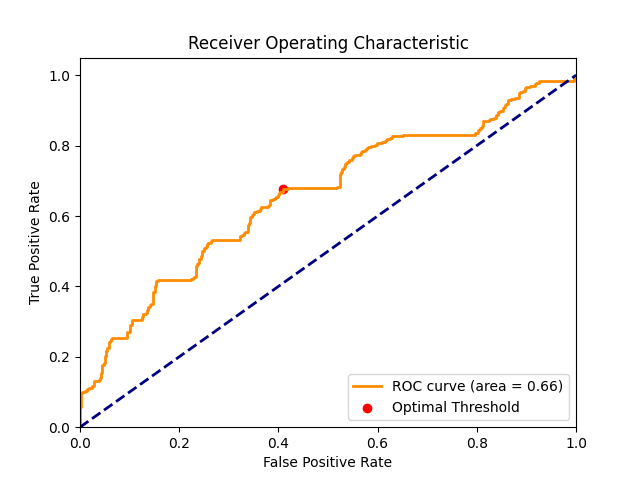 Receiver Operating Characteristic
True Positive Rate
1.0
0.8
0.6
0.4
0.2
0.0
ROC curve (area = 0.66)
Optimal Threshold
0.0 0.2 0.4 0.6 0.8 1.0
False Positive Rate